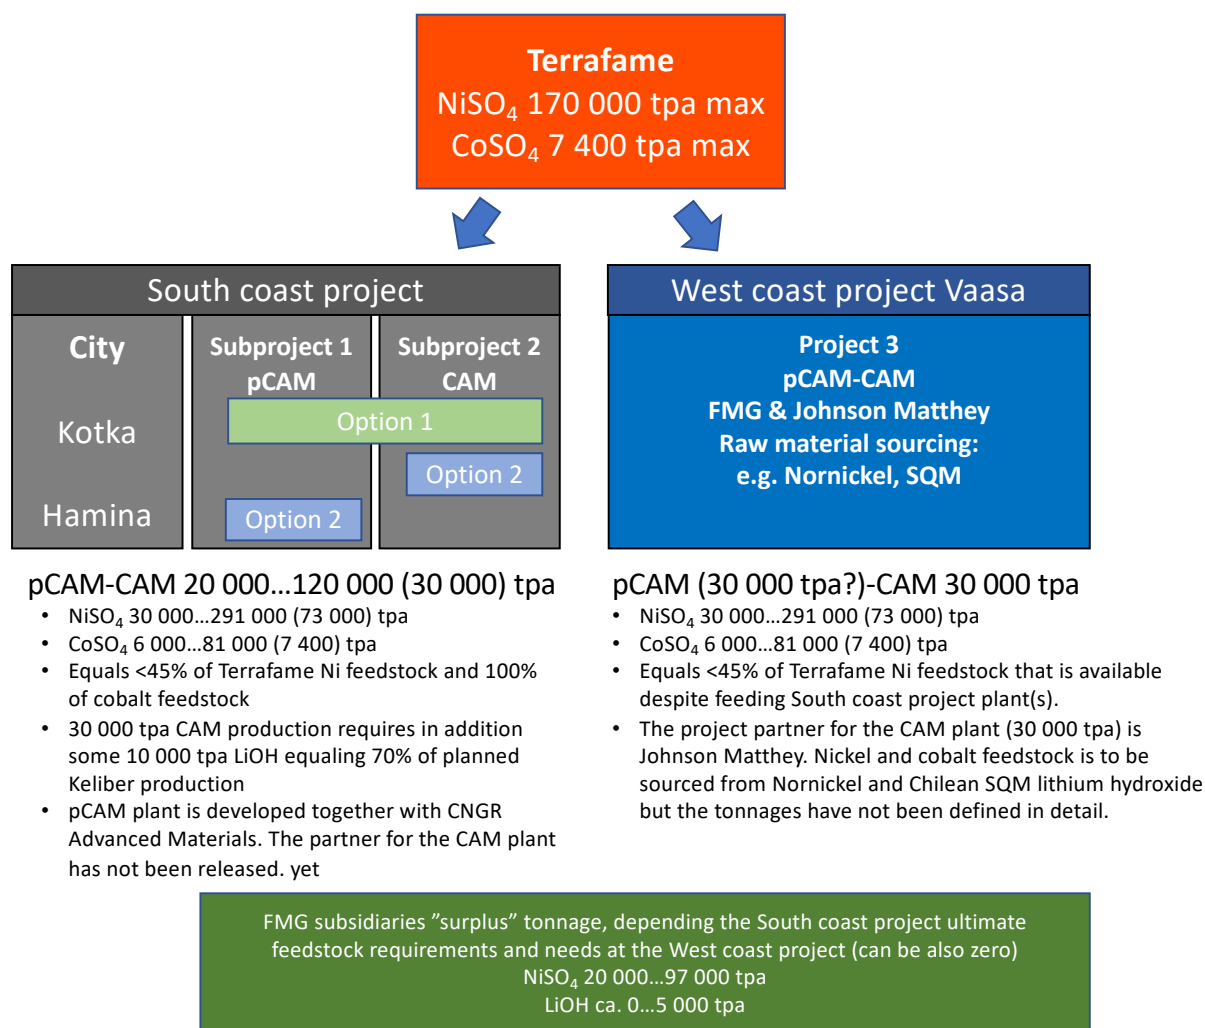 Terrafame
NiSO₄ 170 000 tpa max
CoSO₄ 7 400 tpa max
South coast project
City
Subproject 1
pCAM
Subproject 2
CAM
Kotka
Option 1
Option 2
Hamina
Option 2
West coast project Vaasa
Project 3
pCAM-CAM
FMG & Johnson Matthey
Raw material sourcing:
e.g. Nornickel, SQM
pCAM-CAM 20 000…120 000 (30 000) tpa
• NiSO₄ 30 000…291 000 (73 000) tpa
• CoSO₄ 6 000…81 000 (7 400) tpa
• Equals <45% of Terrafame Ni feedstock and 100%
of cobalt feedstock
• 30 000 tpa CAM production requires in addition
some 10 000 tpa LiOH equaling 70% of planned
Keliber production
• pCAM plant is developed together with CNGR
Advanced Materials. The partner for the CAM plant
has not been released. yet
pCAM (30 000 tpa?)-CAM 30 000 tpa
• NiSO₄ 30 000…291 000 (73 000) tpa
• CoSO₄ 6 000…81 000 (7 400) tpa
• Equals <45% of Terrafame Ni feedstock that is available
despite feeding South coast project plant(s).
• The project partner for the CAM plant (30 000 tpa) is
Johnson Matthey. Nickel and cobalt feedstock is to be
sourced from Nornickel and Chilean SQM lithium hydroxide
but the tonnages have not been defined in detail.
FMG subsidiaries ”surplus” tonnage, depending the South coast project ultimate
feedstock requirements and needs at the West coast project (can be also zero)
NiSO₄ 20 000…97 000 tpa
LiOH ca. 0…5 000 tpa